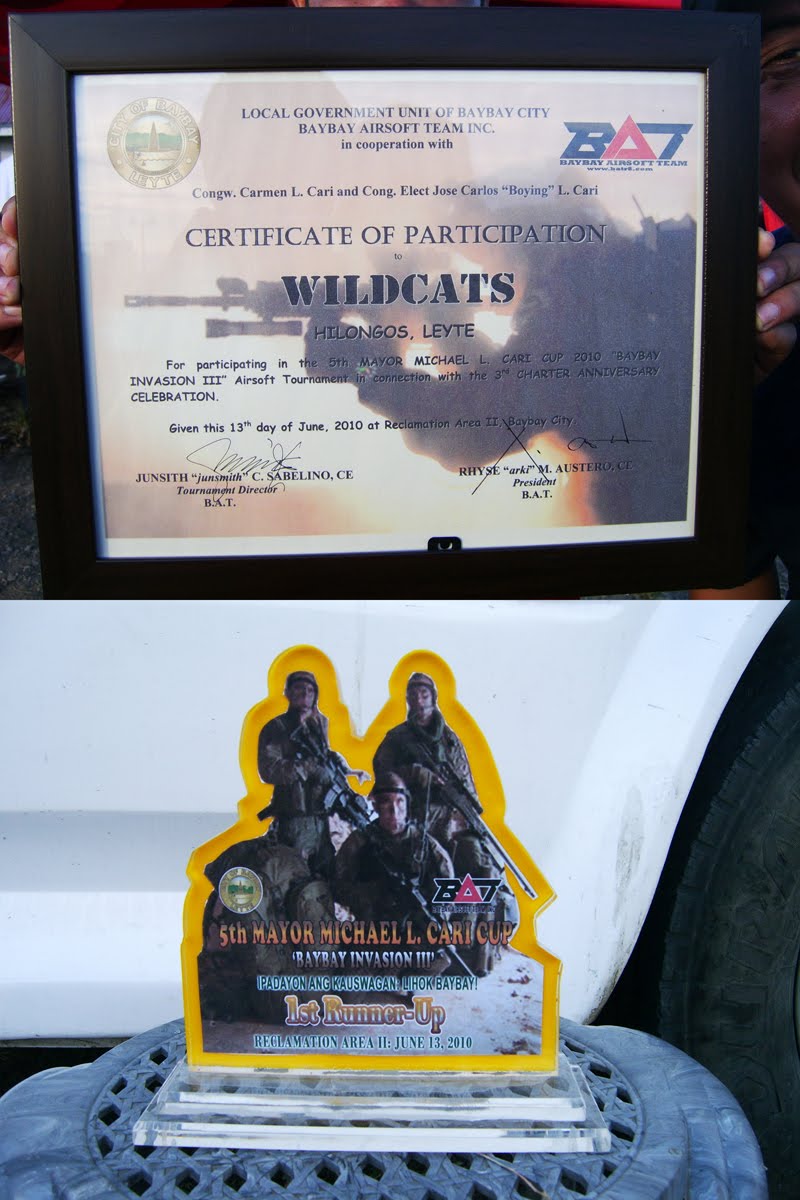 LOCAL GOVERNMENT UNIT OF BAYBAY CITY
BAYBAY AIRSOFT TEAM INC.
in cooperation with
CITY OF BAYBAY
LEYTE
BAT
BAYBAY AIRSOFT TEAM
Congw. Carmen L. Cari and Cong. Elect Jose Carlos "Boying" L. Cari
CERTIFICATE OF PARTICIPATION
to
WILDCATS
HILONGOS, LEYTE
For participating in the 5th MAYOR MICHAEL L. CARI CUP 2010 "BAYBAY
INVASION III" Airsoft Tournament in connection with the 3rd CHARTER ANNIVERSARY
CELEBRATION.
Given this 13th day of June, 2010 at Reclamation Area II, Baybay City.
JUNSITH "junsmith" C. SABELINO, CE
Tournament Director
B.A.T.
RHYSE "arki" M. AUSTERO, CE
President
B.A.T.
BAT
5th MAYOR MICHAEL L. CARI CUP
'BAYBAY INVASION III'
IPADAYON ANG KAUSWAGAN: LIHOK BAYBAY!
1st Runner-Up
RECLAMATION AREA II: JUNE 13, 2010